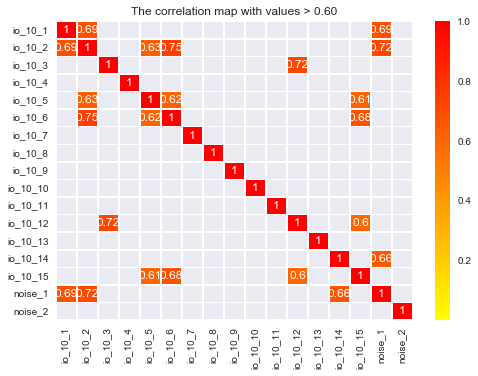 The correlation map with values > 0.60
io_10_1 1 0.69 0.69
io_10_2 0.69 1 0.63 0.75 0.72
io_10_3 1 0.72
io_10_4 1
io_10_5 0.63 1 0.62 0.61
io_10_6 0.75 0.62 1 0.68
io_10_7 1
io_10_8 1
io_10_9 1
io_10_10 1
io_10_11 1
io_10_12 0.72 1 0.6
io_10_13 1
io_10_14 1 0.66
io_10_15 0.61 0.68 0.6 1
noise_1 0.69 0.72 0.66 1
noise_2 1
io_10_1 io_10_2 io_10_3 io_10_4 io_10_5 io_10_6 io_10_7 io_10_8 io_10_9 io_10_10 io_10_11 io_10_12 io_10_13 io_10_14 io_10_15 noise_1 noise_2
1.0
0.8
0.6
0.4
0.2